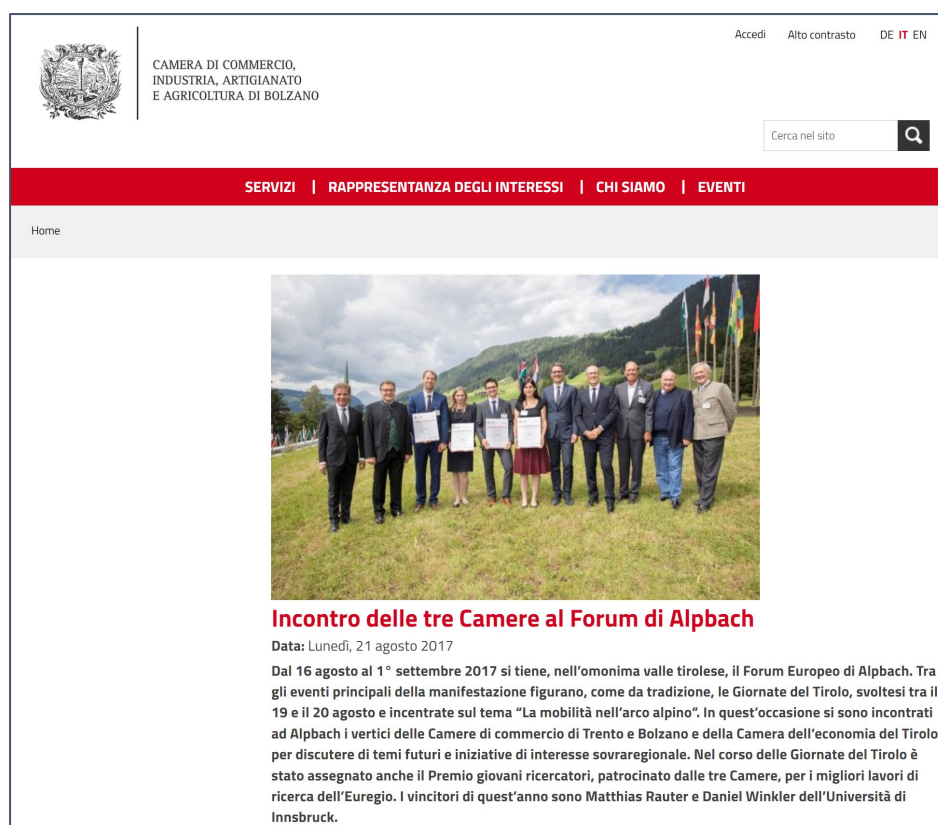 Accedi Alto contrasto DE IT EN
CAMERA DI COMMERCIO,
INDUSTRIA, ARTIGIANATO
E AGRICOLTURA DI BOLZANO
Cerca nel sito
SERVIZI | RAPPRESENTANZA DEGLI INTERESSI | CHI SIAMO | EVENTI
Home
Incontro delle tre Camere al Forum di Alpbach
Data: Lunedì, 21 agosto 2017
Dal 16 agosto al 1° settembre 2017 si tiene, nell’omonima valle tirolese, il Forum Europeo di Alpbach. Tra
gli eventi principali della manifestazione figurano, come da tradizione, le Giornate del Tirolo, svoltesi tra il
19 e il 20 agosto e incentrate sul tema “La mobilità nell’arco alpino”. In quest’occasione si sono incontrati
ad Alpbach i vertici delle Camere di commercio di Trento e Bolzano e della Camera dell’economia del Tirolo
per discutere di temi futuri e iniziative di interesse sovraregionale. Nel corso delle Giornate del Tirolo è
stato assegnato anche il Premio giovani ricercatori, patrocinato dalle tre Camere, per i migliori lavori di
ricerca dell’Euregio. I vincitori di quest’anno sono Matthias Rauter e Daniel Winkler dell’Università di
Innsbruck.